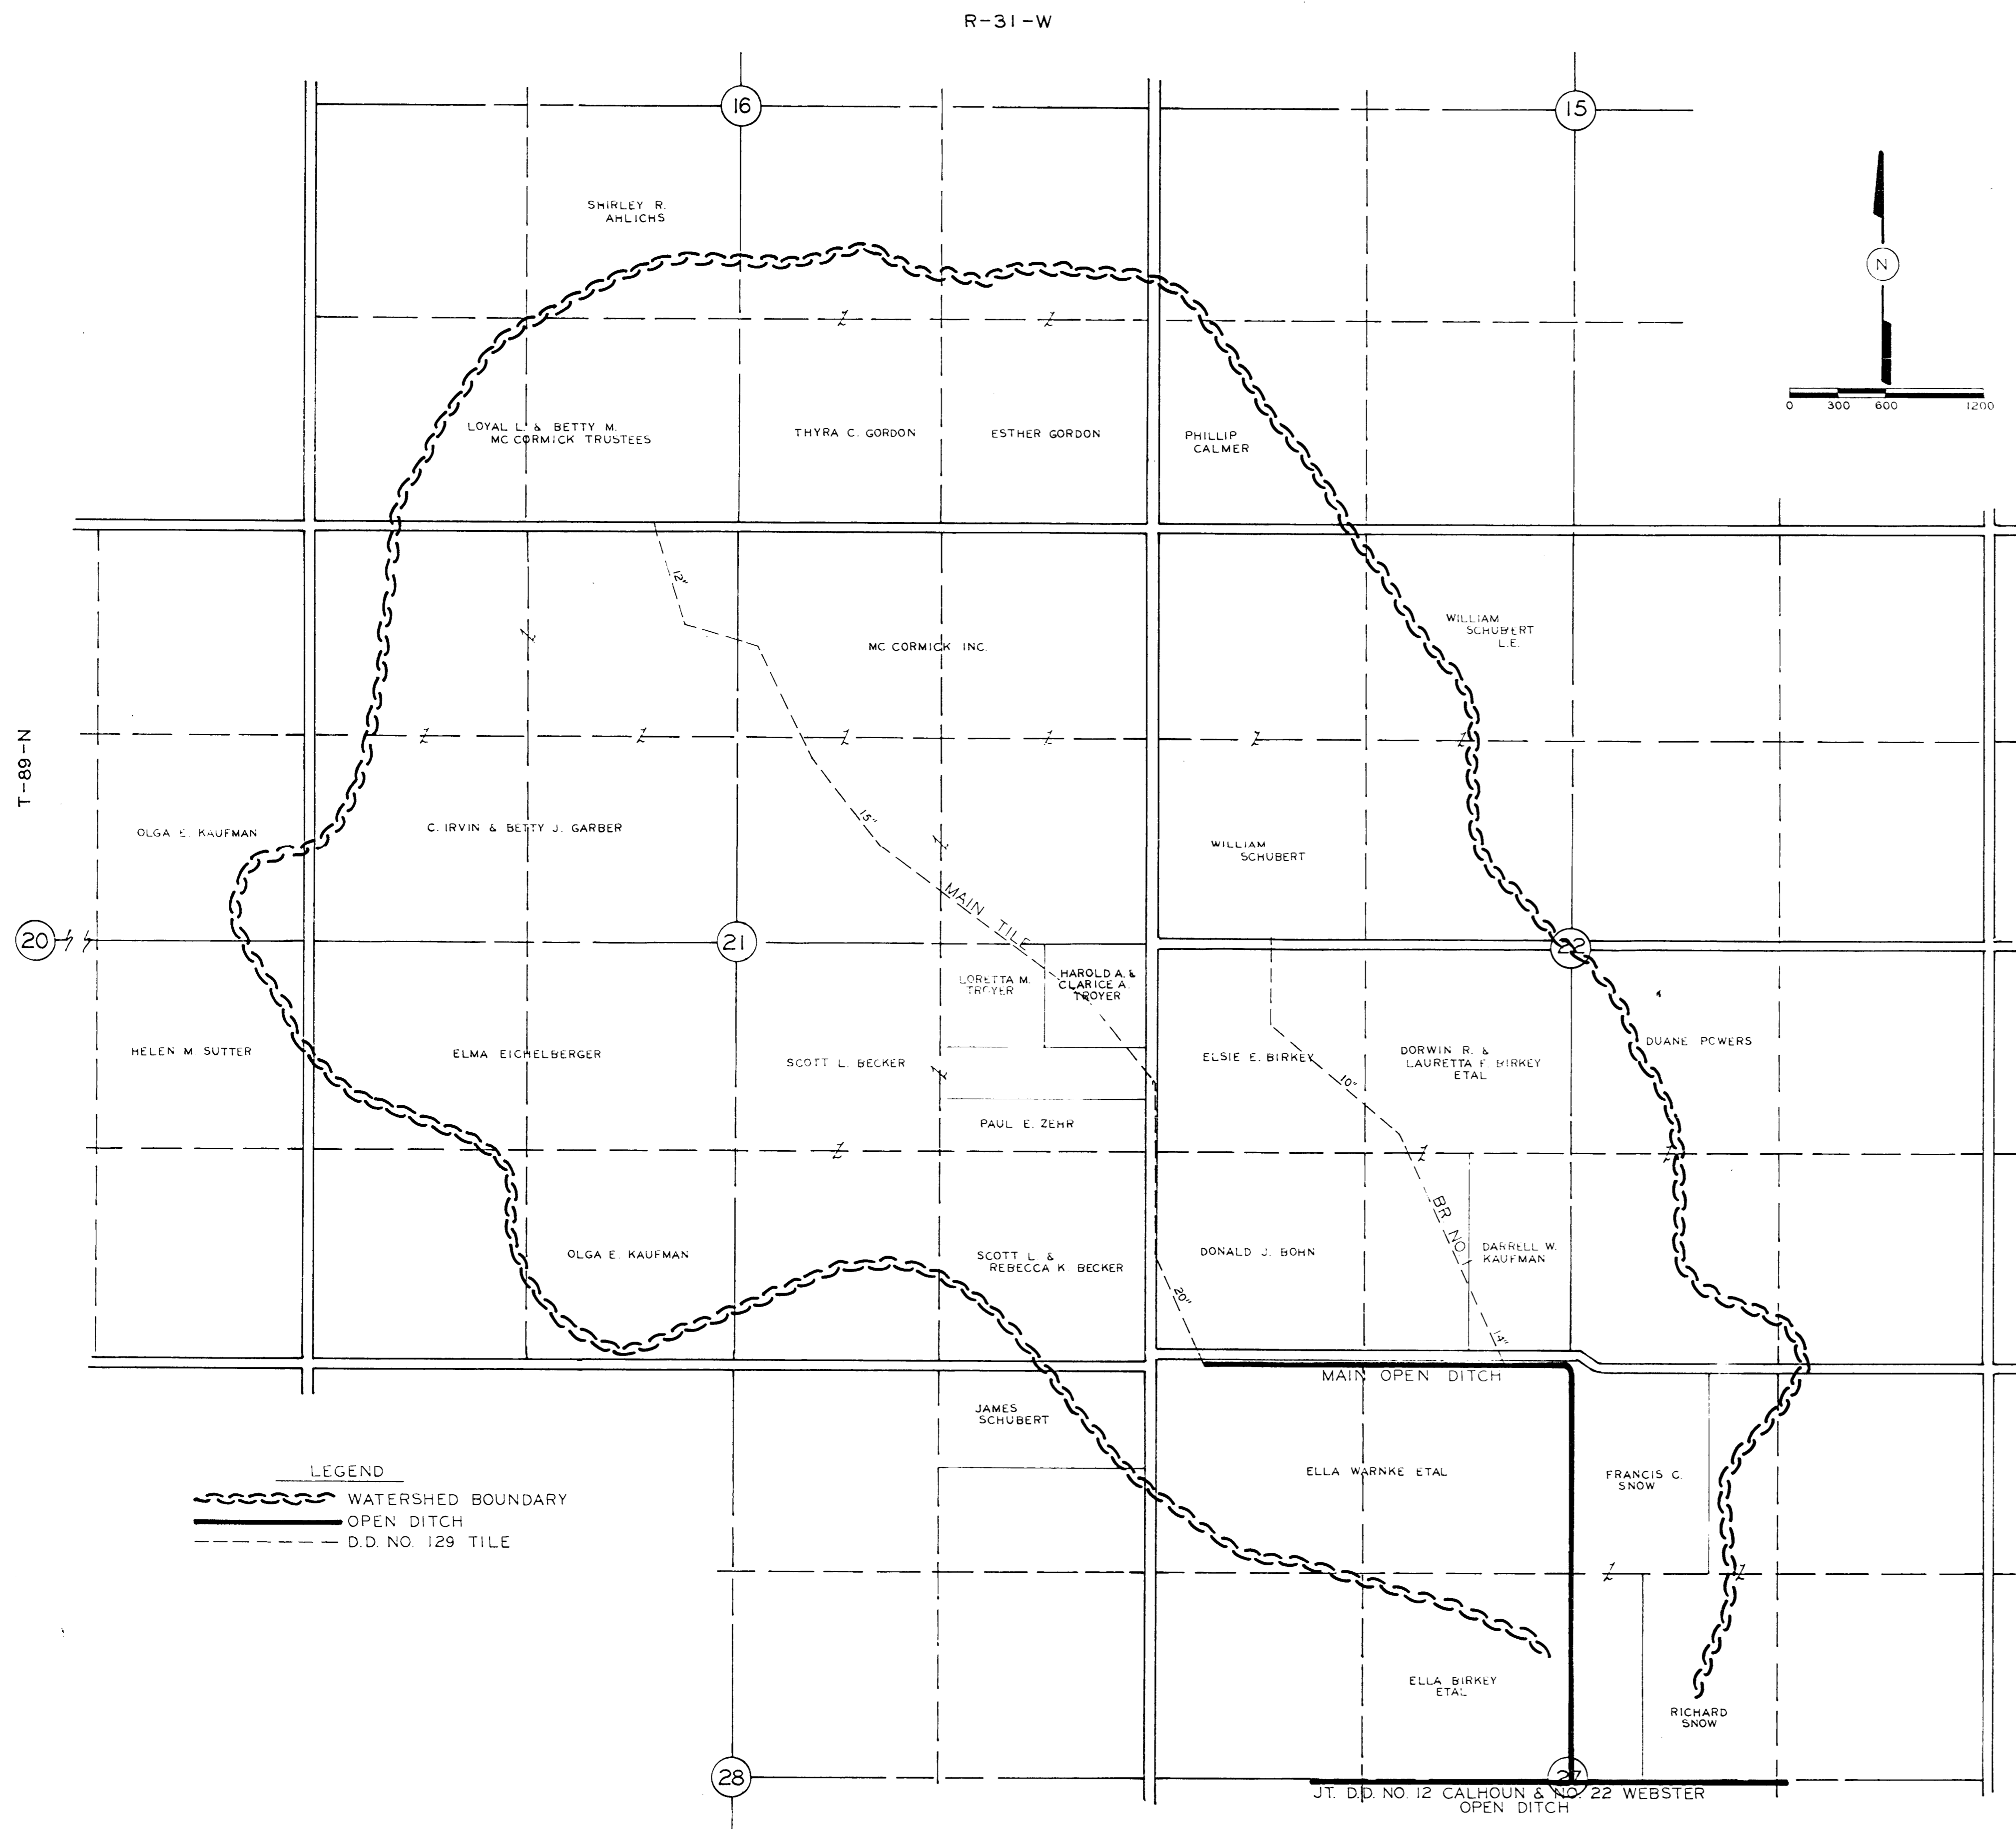 R-31-W
16
15
SHIRLEY R.
AHLICHS
N
0 300 600 1200
LOYAL L. & BETTY M.
MC CORMICK TRUSTEES
THYRA C. GORDON
ESTHER GORDON
PHILLIP
CALMER
12"
WILLIAM
SCHUBERT
L.E.
MC CORMICK INC.
T-89-N
OLGA E. KAUFMAN
C. IRVIN & BETTY J. GARBER
15"
WILLIAM
SCHUBERT
MAIN TILE
20
21
22
LORETTA M.
TROYER
HAROLD A. &
CLARICE A.
TROYER
HELEN M. SUTTER
ELMA EICHELBERGER
SCOTT L. BECKER
ELSIE E. BIRKEY
10"
DORWIN R. &
LAURETTA F. BIRKEY
ETAL
DUANE POWERS
PAUL E. ZEHR
BR. NO. 1
OLGA E. KAUFMAN
SCOTT L. &
REBECCA K. BECKER
DONALD J. BOHN
DARRELL W.
KAUFMAN
20"
14"
MAIN OPEN DITCH
JAMES
SCHUBERT
ELLA WARNKE ETAL
FRANCIS C.
SNOW
LEGEND
WATERSHED BOUNDARY
OPEN DITCH
D.D. NO. 129 TILE
ELLA BIRKEY
ETAL
RICHARD
SNOW
28
27
JT. D.D. NO. 12 CALHOUN & NO. 22 WEBSTER
OPEN DITCH